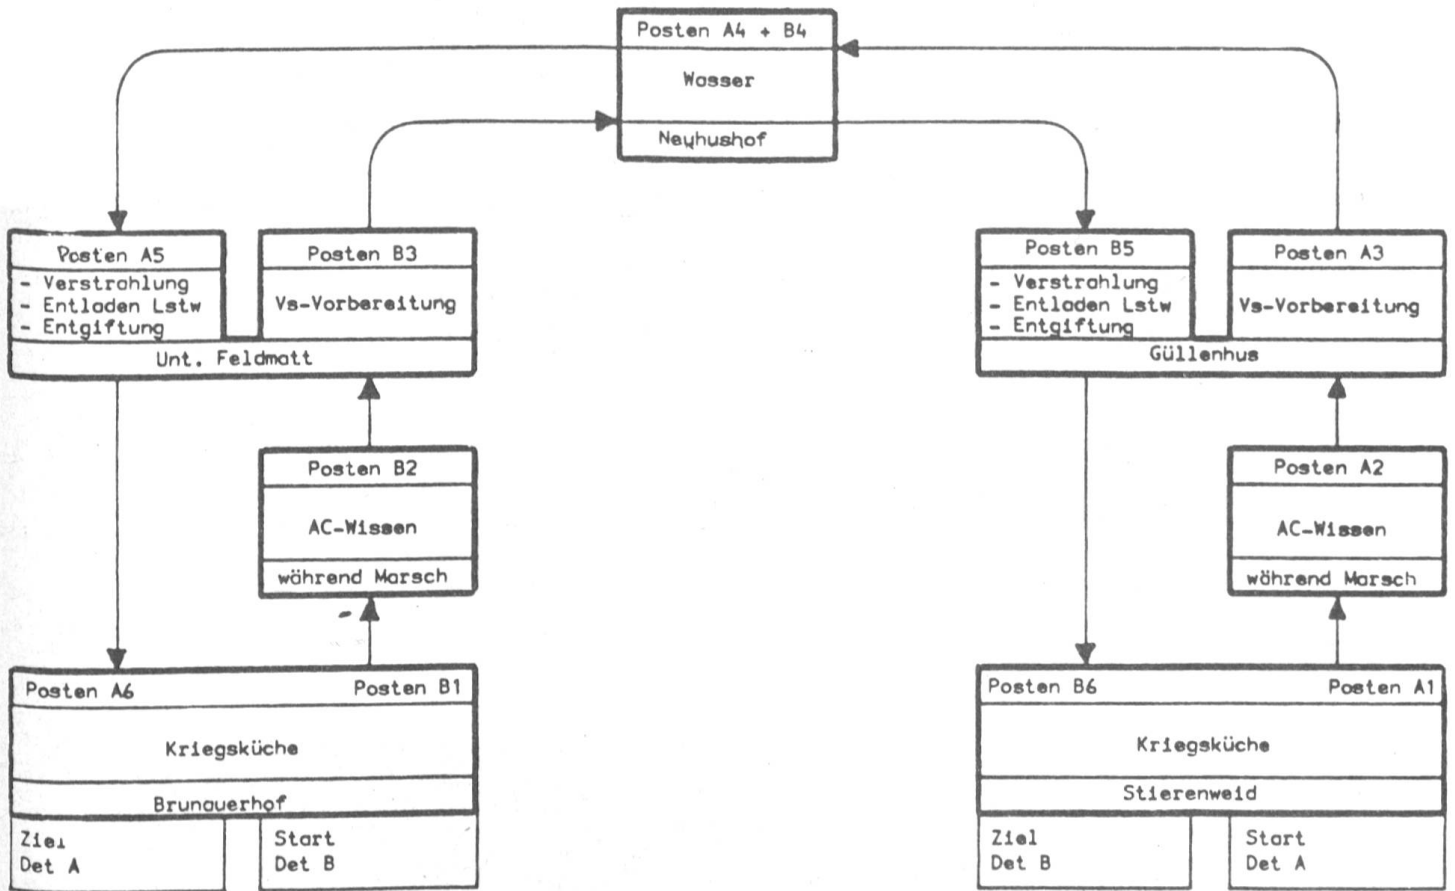 Posten A4 + B4
Wasser
Neuhushof
Posten A5
- Verstrahlung
- Entladen Lstw
- Entgiftung
Posten B3
Vs-Vorbereitung
Unt. Feldmatt
Posten B5
- Verstrahlung
- Entladen Lstw
- Entgiftung
Posten A3
Vs-Vorbereitung
Güllenhus
Posten B2
AC-Wissen
während Marsch
Posten A2
AC-Wissen
während Marsch
Posten A6 Posten B1
Kriegsküche
Brunauerhof
Ziel
Det A
Start
Det B
Posten B6 Posten A1
Kriegsküche
Stierenweid
Ziel
Det B
Start
Det A